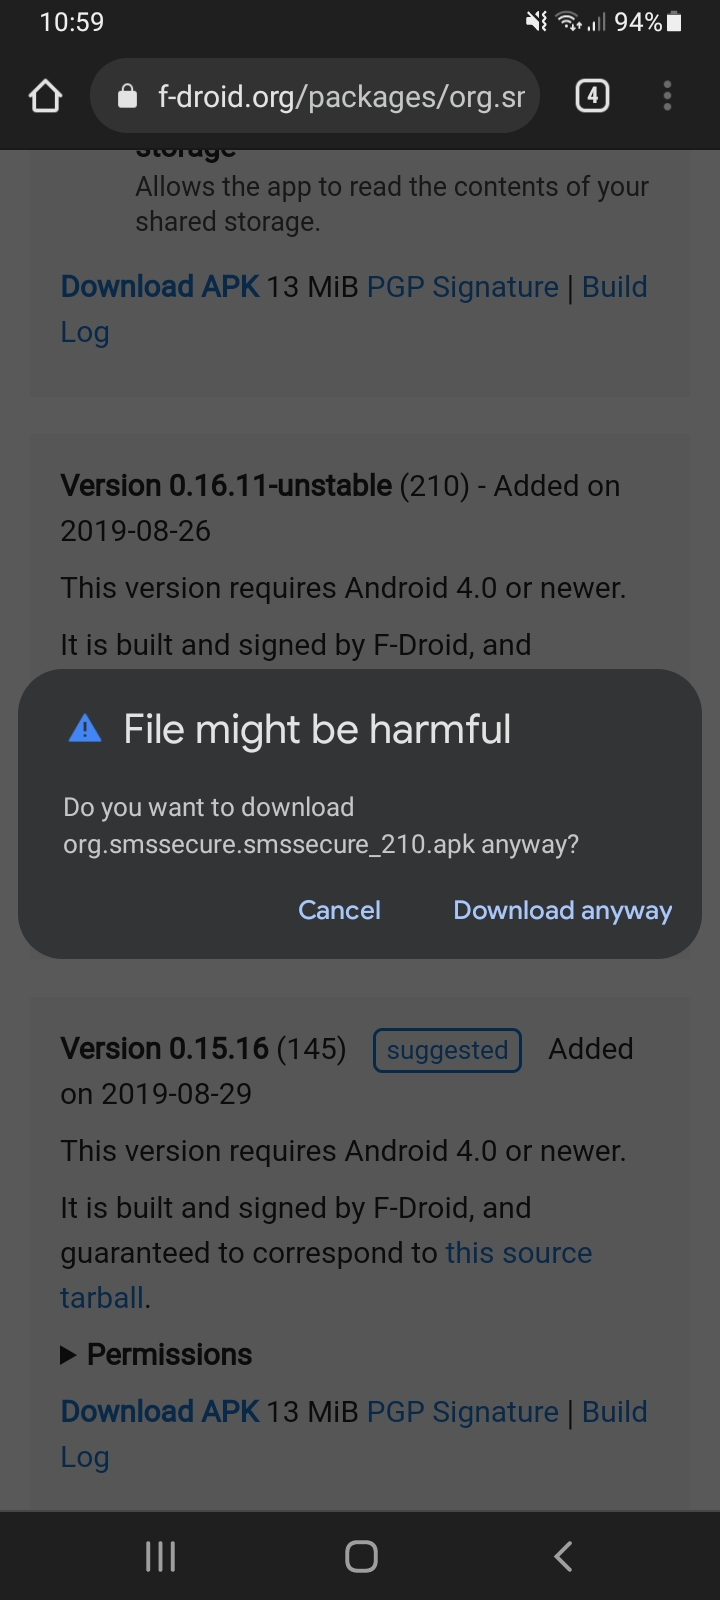 10:59
94%
f-droid.org/packages/org.sr
4
storage
Allows the app to read the contents of your
shared storage.
Download APK 13 MiB PGP Signature | Build
Log
Version 0.16.11-unstable (210) - Added on
2019-08-26
This version requires Android 4.0 or newer.
It is built and signed by F-Droid, and
File might be harmful
Do you want to download
org.smssecure.smssecure_210.apk anyway?
Cancel Download anyway
Version 0.15.16 (145) suggested Added
on 2019-08-29
This version requires Android 4.0 or newer.
It is built and signed by F-Droid, and
guaranteed to correspond to this source
tarball.
Permissions
Download APK 13 MiB PGP Signature | Build
Log